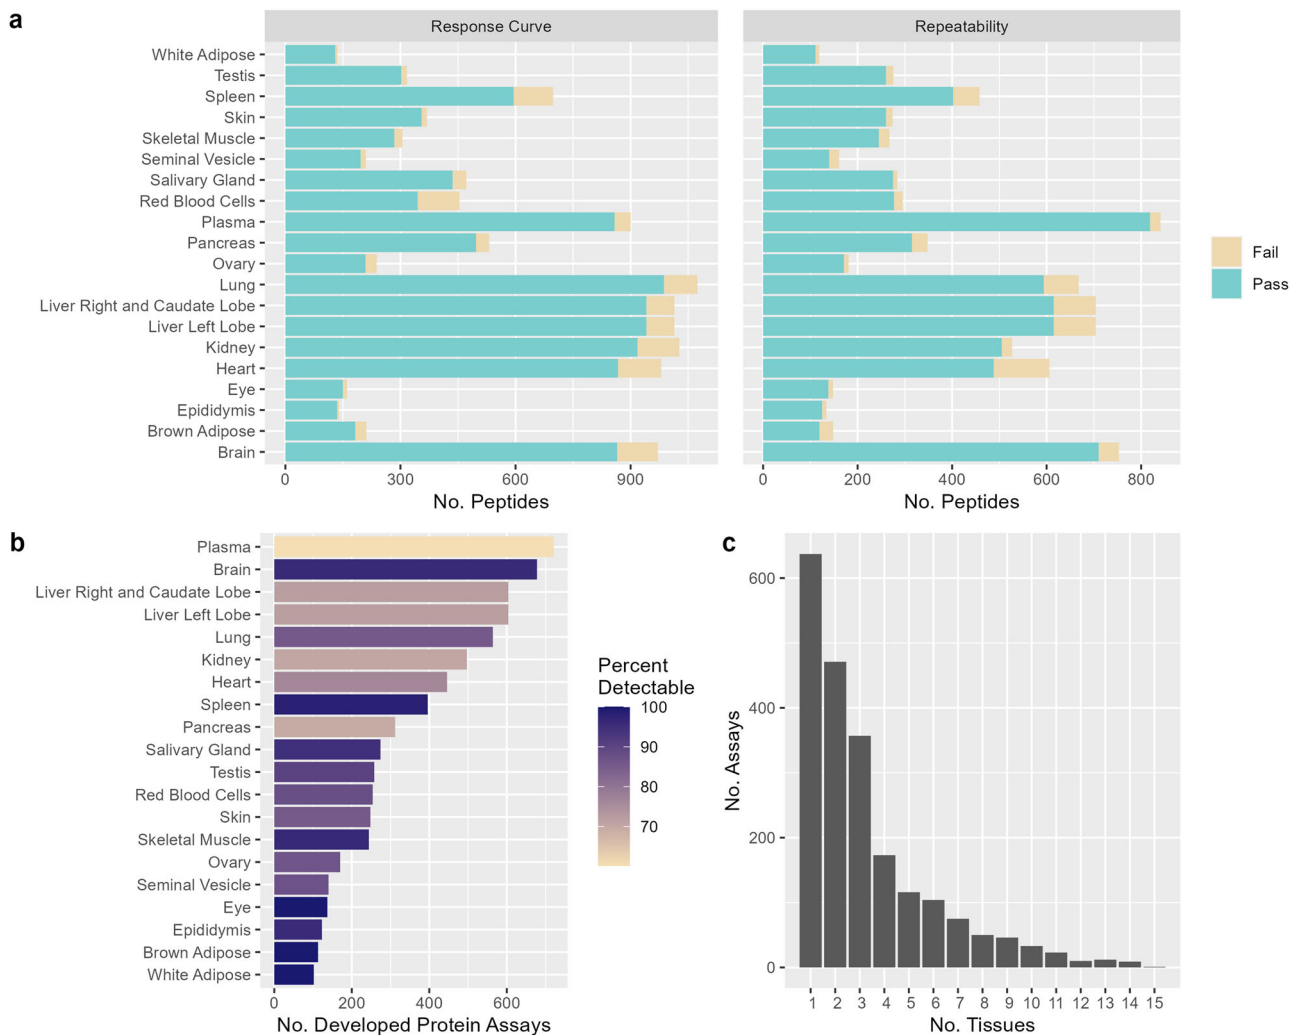 a
Response Curve
Repeatability
White Adipose
Testis
Spleen
Skin
Skeletal Muscle
Seminal Vesicle
Salivary Gland
Red Blood Cells
Plasma
Pancreas
Ovary
Lung
Liver Right and Caudate Lobe
Liver Left Lobe
Kidney
Heart
Eye
Epididymis
Brown Adipose
Brain
0 300 600 900
No. Peptides
0 200 400 600 800
No. Peptides
Fail
Pass
b
Plasma
Brain
Liver Right and Caudate Lobe
Liver Left Lobe
Lung
Kidney
Heart
Spleen
Pancreas
Salivary Gland
Testis
Red Blood Cells
Skin
Skeletal Muscle
Ovary
Seminal Vesicle
Eye
Epididymis
Brown Adipose
White Adipose
0 200 400 600
No. Developed Protein Assays
Percent
Detectable
100
90
80
70
c
No. Assays
600
400
200
0
1 2 3 4 5 6 7 8 9 10 11 12 13 14 15
No. Tissues